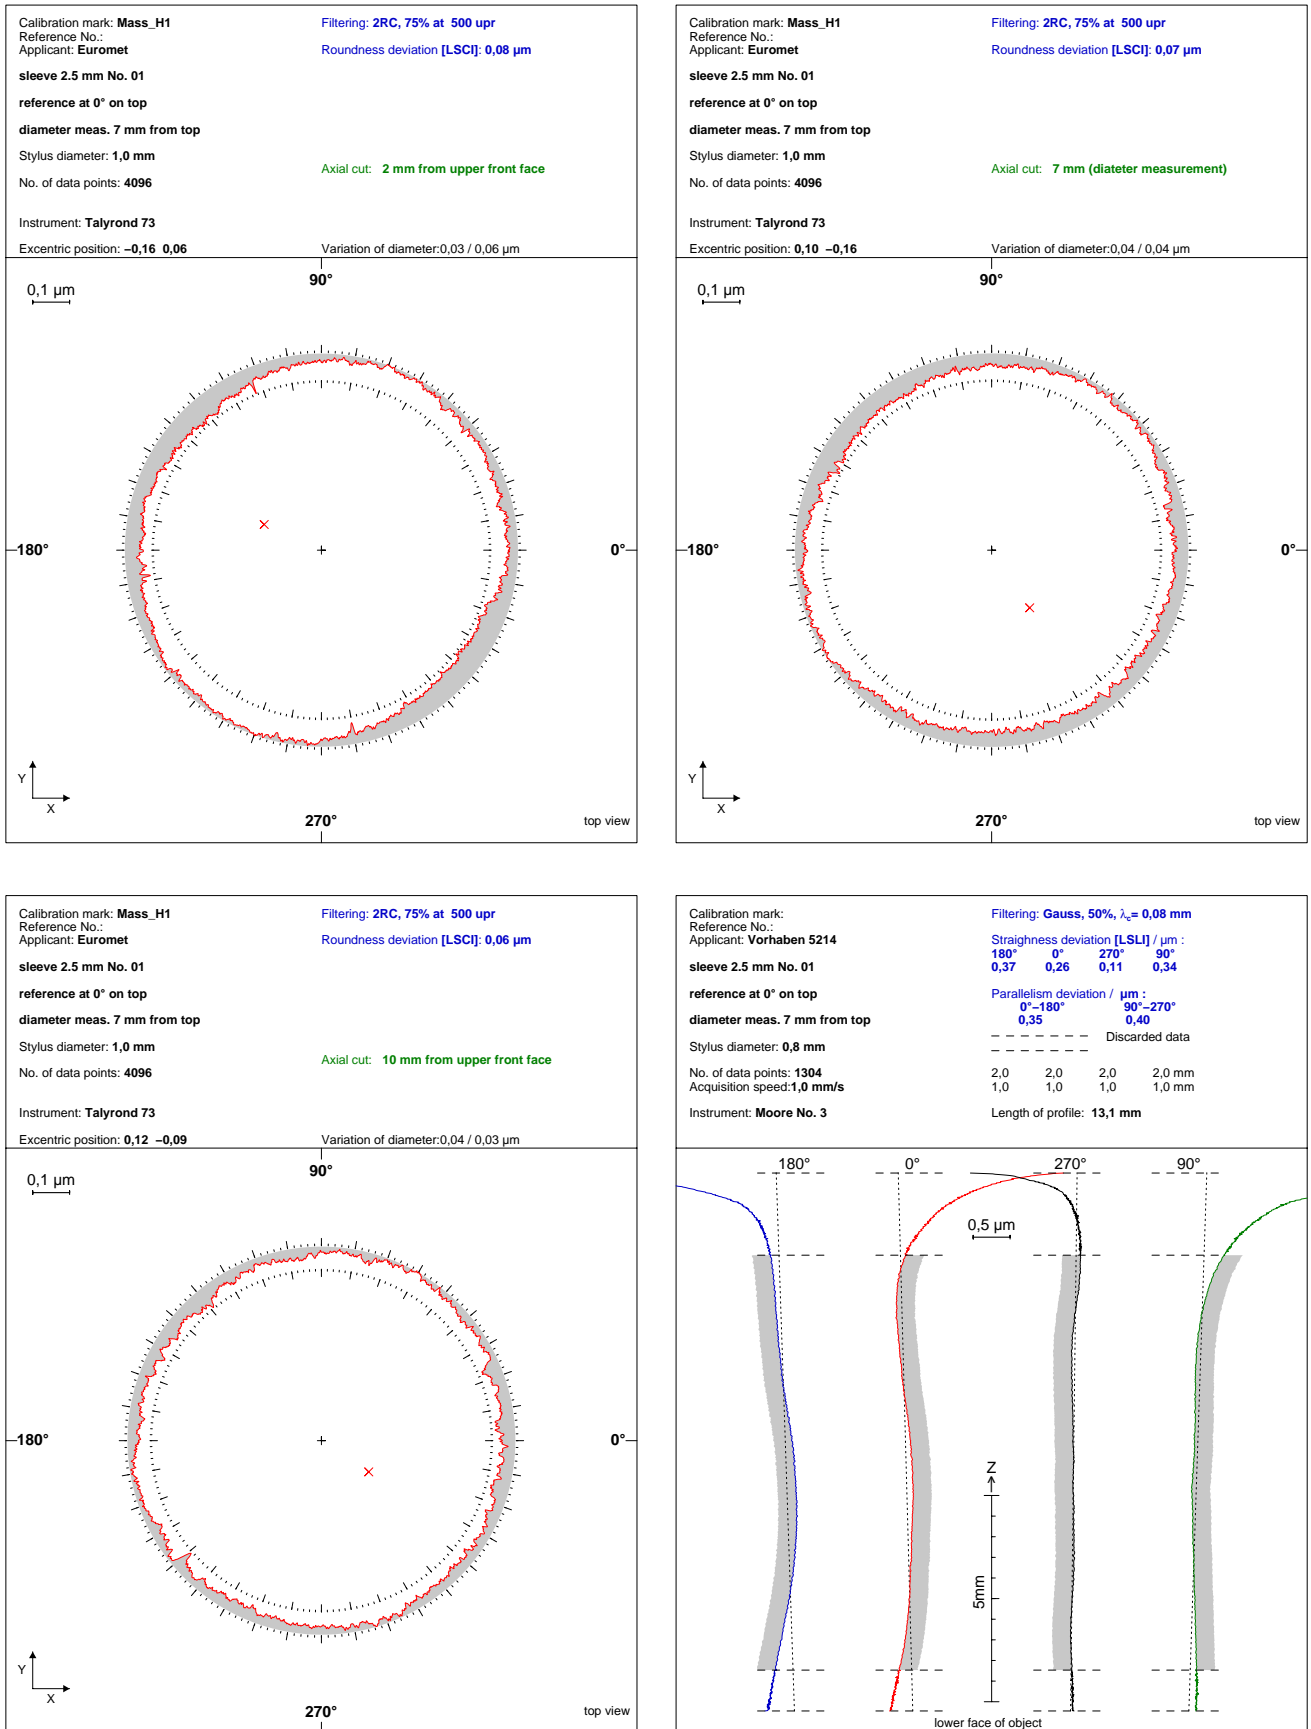 Calibration mark: Mass_H1
Reference No.:
Applicant: Euromet
sleeve 2.5 mm No. 01
reference at 0° on top
diameter meas. 7 mm from top
Stylus diameter: 1,0 mm
No. of data points: 4096
Instrument: Talyrond 73
Excentric position: −0,16 0,06
Filtering: 2RC, 75% at 500 upr
Roundness deviation [LSCI]: 0,08 µm
Axial cut: 2 mm from upper front face
Variation of diameter:0,03 / 0,06 µm
90°
0,1 µm
180°
0°
Y
X
270°
top view
Calibration mark: Mass_H1
Reference No.:
Applicant: Euromet
sleeve 2.5 mm No. 01
reference at 0° on top
diameter meas. 7 mm from top
Stylus diameter: 1,0 mm
No. of data points: 4096
Instrument: Talyrond 73
Excentric position: 0,10 −0,16
Filtering: 2RC, 75% at 500 upr
Roundness deviation [LSCI]: 0,07 µm
Axial cut: 7 mm (diateter measurement)
Variation of diameter:0,04 / 0,04 µm
90°
0,1 µm
180°
0°
Y
X
270°
top view
Calibration mark: Mass_H1
Reference No.:
Applicant: Euromet
sleeve 2.5 mm No. 01
reference at 0° on top
diameter meas. 7 mm from top
Stylus diameter: 1,0 mm
No. of data points: 4096
Instrument: Talyrond 73
Excentric position: 0,12 −0,09
Filtering: 2RC, 75% at 500 upr
Roundness deviation [LSCI]: 0,06 µm
Axial cut: 10 mm from upper front face
Variation of diameter:0,04 / 0,03 µm
90°
0,1 µm
180°
0°
Y
X
270°
top view
Calibration mark:
Reference No.:
Applicant: Vorhaben 5214
sleeve 2.5 mm No. 01
reference at 0° on top
diameter meas. 7 mm from top
Stylus diameter: 0,8 mm
No. of data points: 1304
Acquisition speed:1,0 mm/s
Instrument: Moore No. 3
Filtering: Gauss, 50%, λc= 0,08 mm
Straighness deviation [LSLI] / µm :
180° 0° 270° 90°
0,37 0,26 0,11 0,34
Parallelism deviation / µm :
0°−180° 90°−270°
0,35 0,40
Discarded data
2,0 2,0 2,0 2,0 mm
1,0 1,0 1,0 1,0 mm
Length of profile: 13,1 mm
180° 0° 270° 90°
0,5 µm
Z
5mm
lower face of object